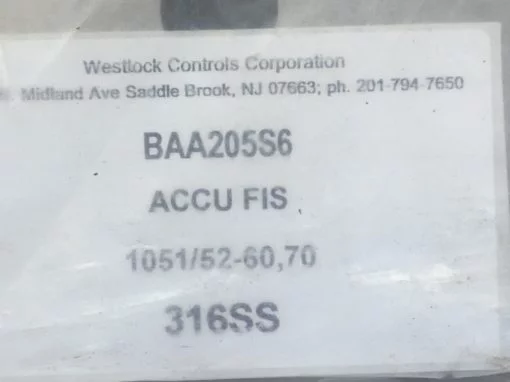 Westlock Controls Corporation
Midland Ave Saddle Brook, NJ 07663; ph. 201-794-7650
BAA205S6
ACCU FIS
1051/52-60,70
316SS